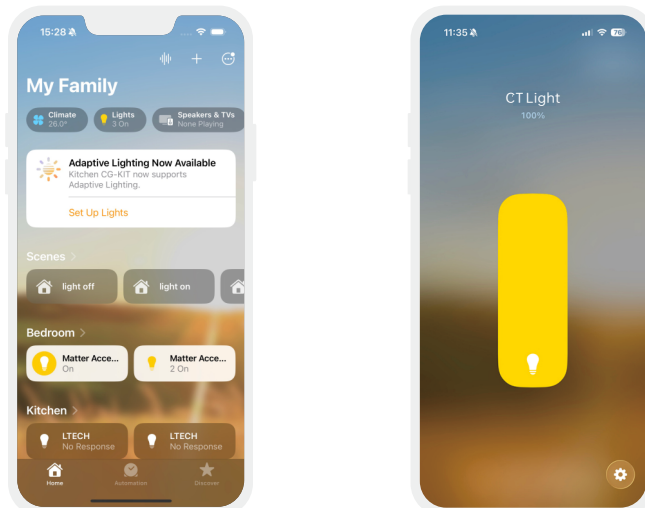 15:28
My Family
Climate
26.0°
Lights
3 On
Speakers & TVs
None Playing
Adaptive Lighting Now Available
Kitchen CG-KIT now supports
Adaptive Lighting.
Set Up Lights
Scenes >
light off
light on
Bedroom >
Matter Acce...
On
Matter Acce...
2 On
Kitchen >
LTECH
No Response
LTECH
No Response
Home
Automation
Discover
11:35
76
CT Light
100%